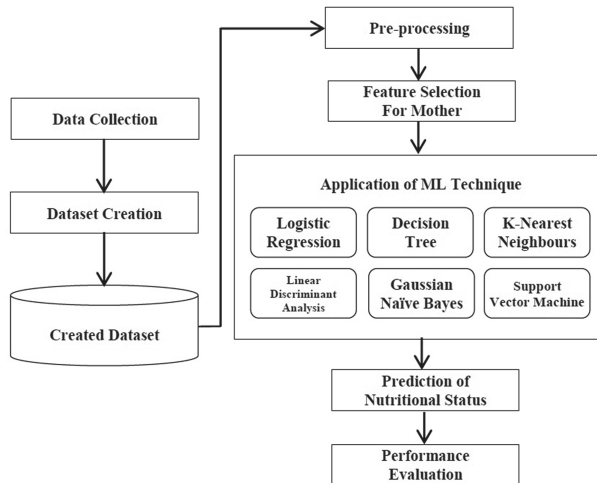 Data Collection
Dataset Creation
Created Dataset
Pre-processing
Feature Selection
For Mother
Application of ML Technique
Logistic
Regression
Decision
Tree
K-Nearest
Neighbours
Linear
Discriminant
Analysis
Gaussian
Naïve Bayes
Support
Vector Machine
Prediction of
Nutritional Status
Performance
Evaluation